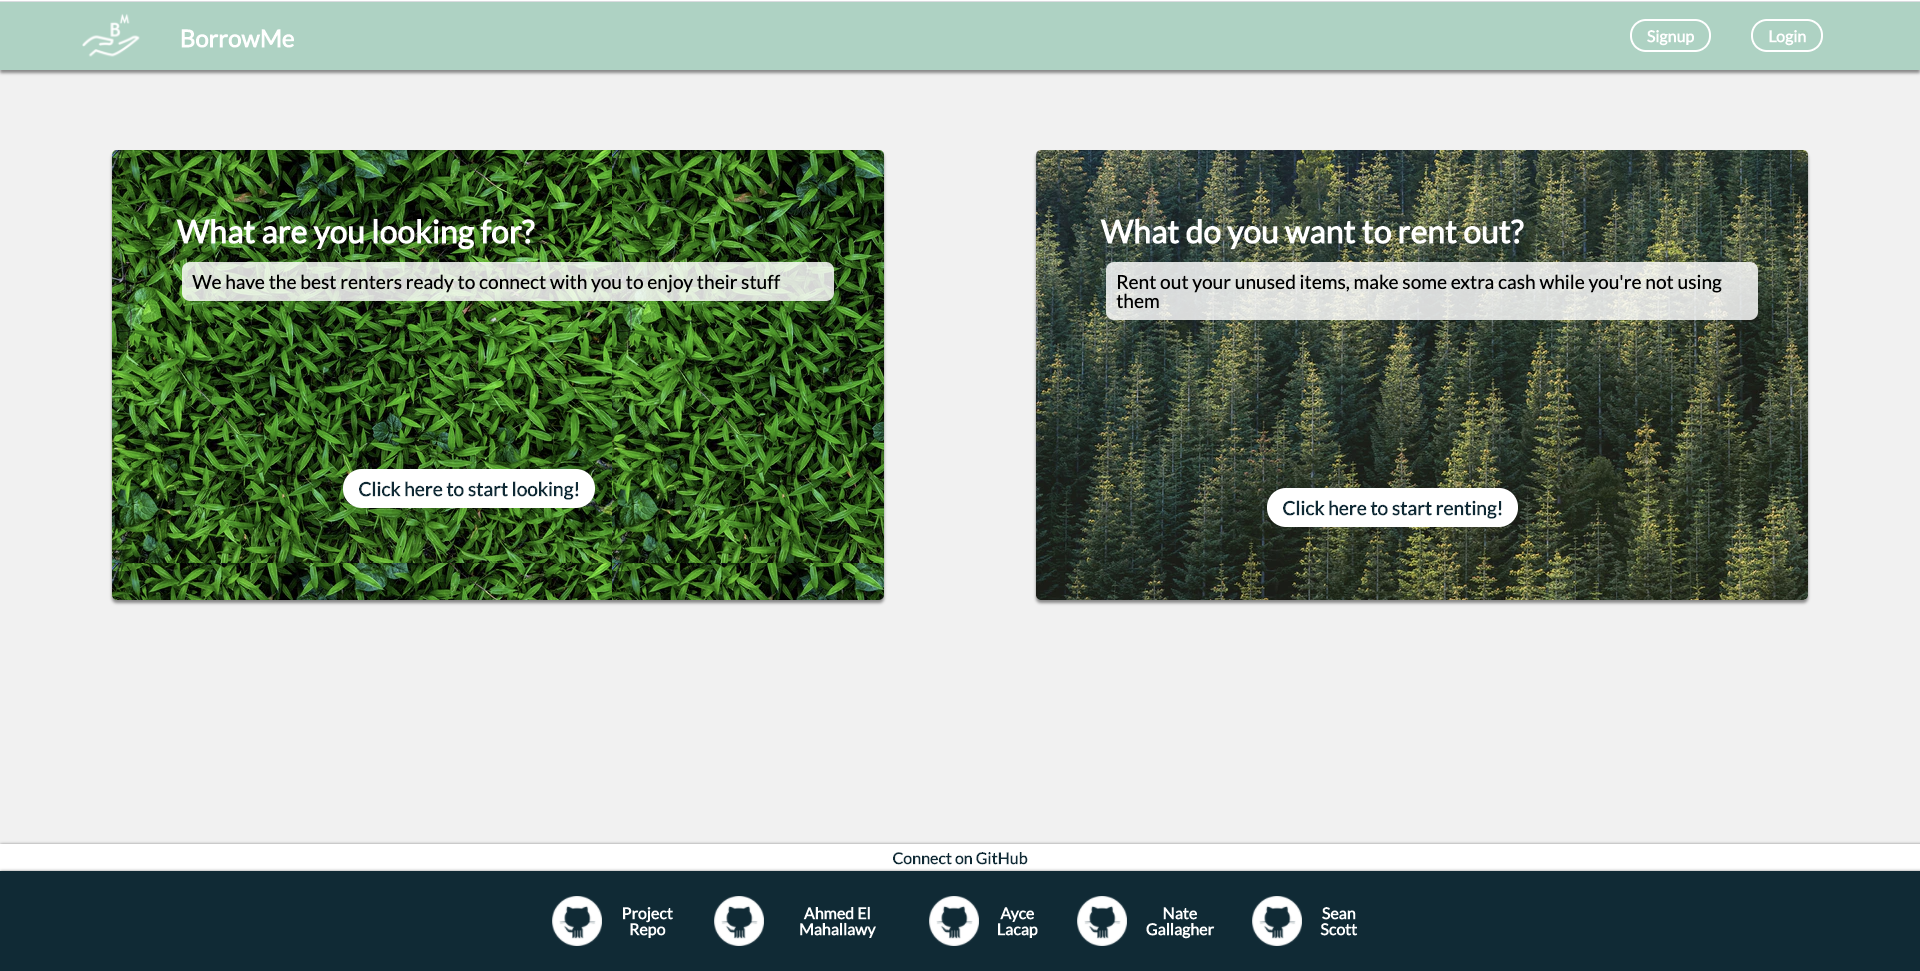 BM
BorrowMe
Signup
Login
What are you looking for?
We have the best renters ready to connect with you to enjoy their stuff
Click here to start looking!
What do you want to rent out?
Rent out your unused items, make some extra cash while you're not using
them
Click here to start renting!
Connect on GitHub
Project
Repo
Ahmed El
Mahallawy
Ayce
Lacap
Nate
Gallagher
Sean
Scott